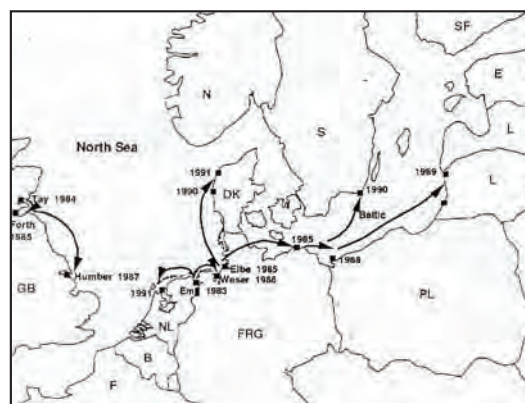 SF
N
E
S
L
North Sea
1991
1989
1990
DK
1990
L
Tay 1984
Baltic
Forth
1985
1985
Elbe 1985
1988
Humber 1987
Weser 1986
GB
Em 1983
1991
PL
NL
FRG
B
F